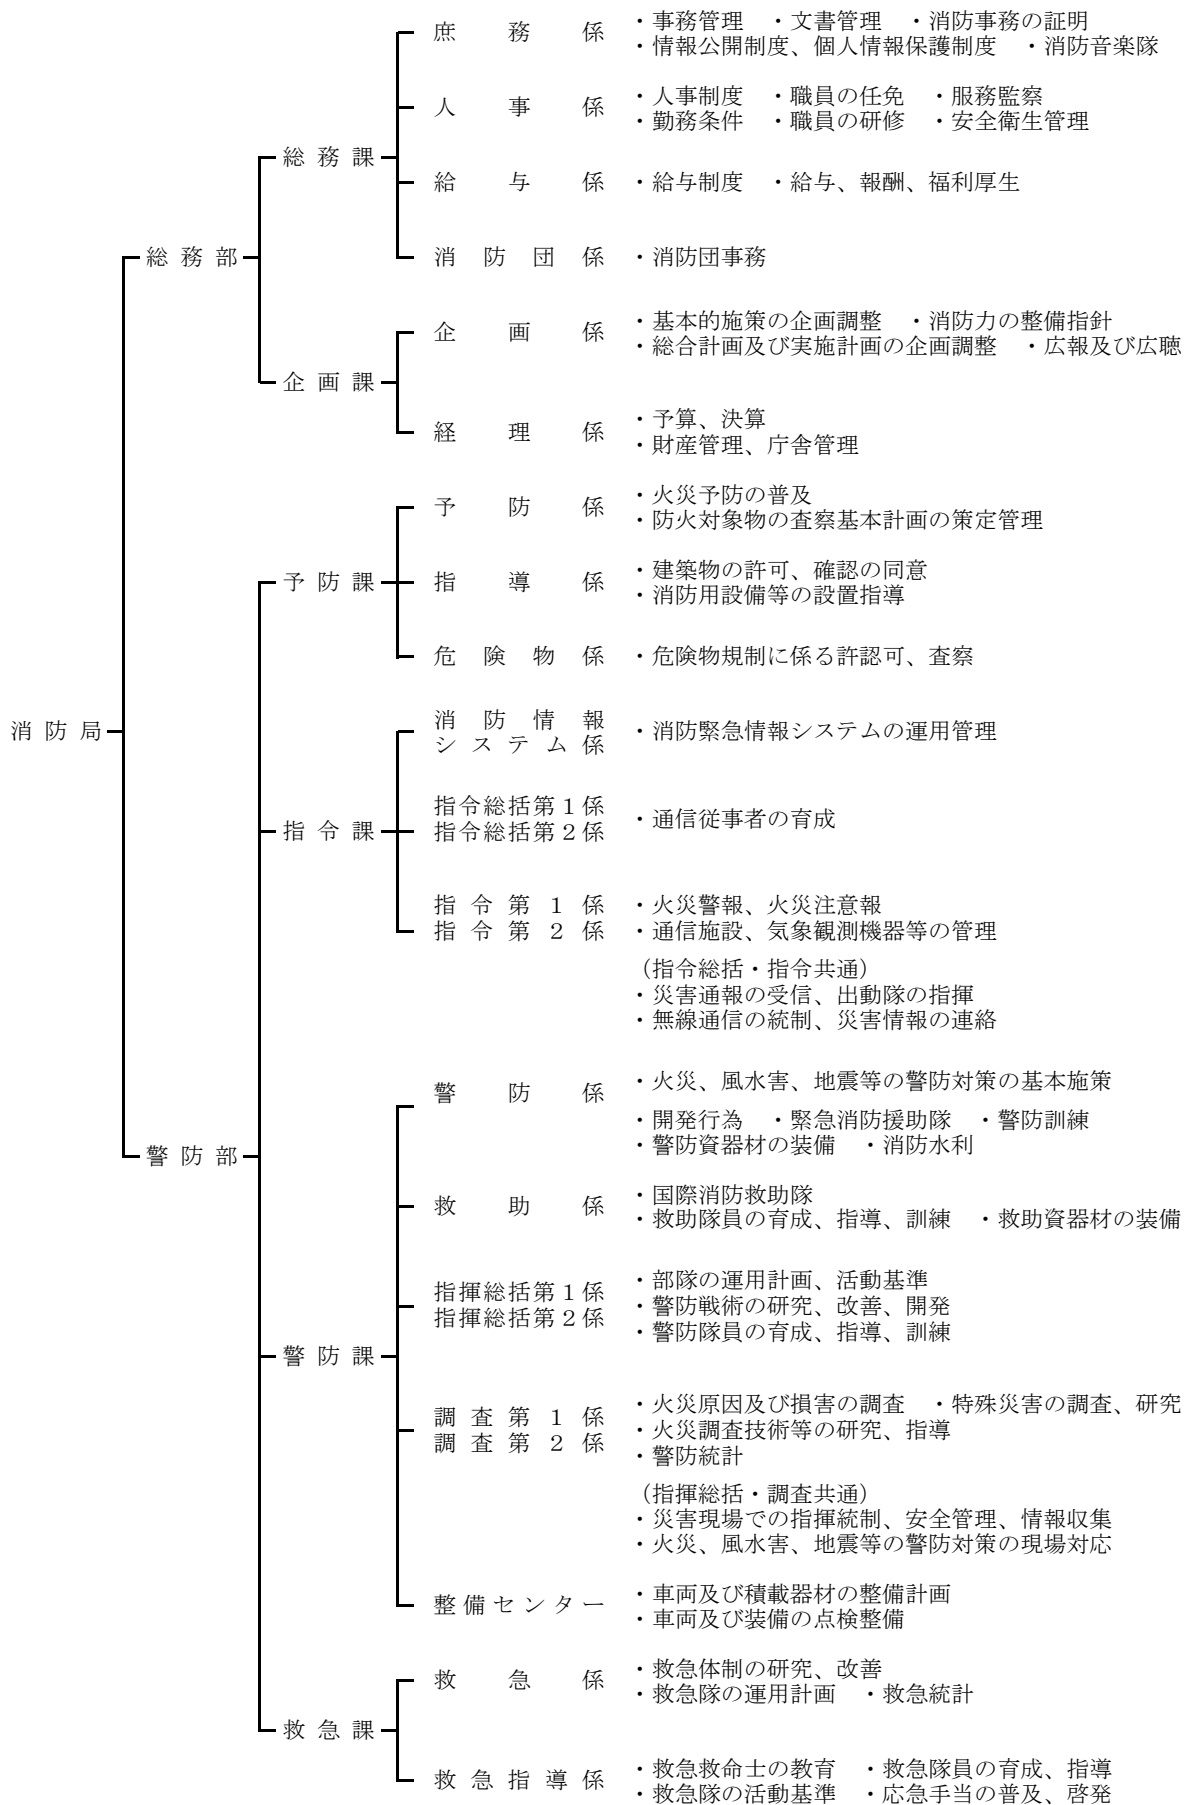 消防局
総務部
総務課
庶務係
・事務管理　・文書管理　・消防事務の証明
・情報公開制度、個人情報保護制度　・消防音楽隊
人事係
・人事制度　・職員の任免　・服務監察
・勤務条件　・職員の研修　・安全衛生管理
給与係
・給与制度　・給与、報酬、福利厚生
消防団係
・消防団事務
企画課
企画係
・基本的施策の企画調整　・消防力の整備指針
・総合計画及び実施計画の企画調整　・広報及び広聴
経理係
・予算、決算
・財産管理、庁舎管理
警防部
予防課
予防係
・火災予防の普及
・防火対象物の査察基本計画の策定管理
指導係
・建築物の許可、確認の同意
・消防用設備等の設置指導
危険物係
・危険物規制に係る許認可、査察
指令課
消防情報
システム係
・消防緊急情報システムの運用管理
指令総括第１係
指令総括第２係
・通信従事者の育成
指令第１係
指令第２係
・火災警報、火災注意報
・通信施設、気象観測機器等の管理
（指令総括・指令共通）
・災害通報の受信、出動隊の指揮
・無線通信の統制、災害情報の連絡
警防課
警防係
・火災、風水害、地震等の警防対策の基本施策
・開発行為　・緊急消防援助隊　・警防訓練
・警防資器材の装備　・消防水利
救助係
・国際消防救助隊
・救助隊員の育成、指導、訓練　・救助資器材の装備
指揮総括第１係
指揮総括第２係
・部隊の運用計画、活動基準
・警防戦術の研究、改善、開発
・警防隊員の育成、指導、訓練
調査第１係
調査第２係
・火災原因及び損害の調査　・特殊災害の調査、研究
・火災調査技術等の研究、指導
・警防統計
（指揮総括・調査共通）
・災害現場での指揮統制、安全管理、情報収集
・火災、風水害、地震等の警防対策の現場対応
整備センター
・車両及び積載器材の整備計画
・車両及び装備の点検整備
救急課
救急係
・救急体制の研究、改善
・救急隊の運用計画　・救急統計
救急指導係
・救急救命士の教育　・救急隊員の育成、指導
・救急隊の活動基準　・応急手当の普及、啓発